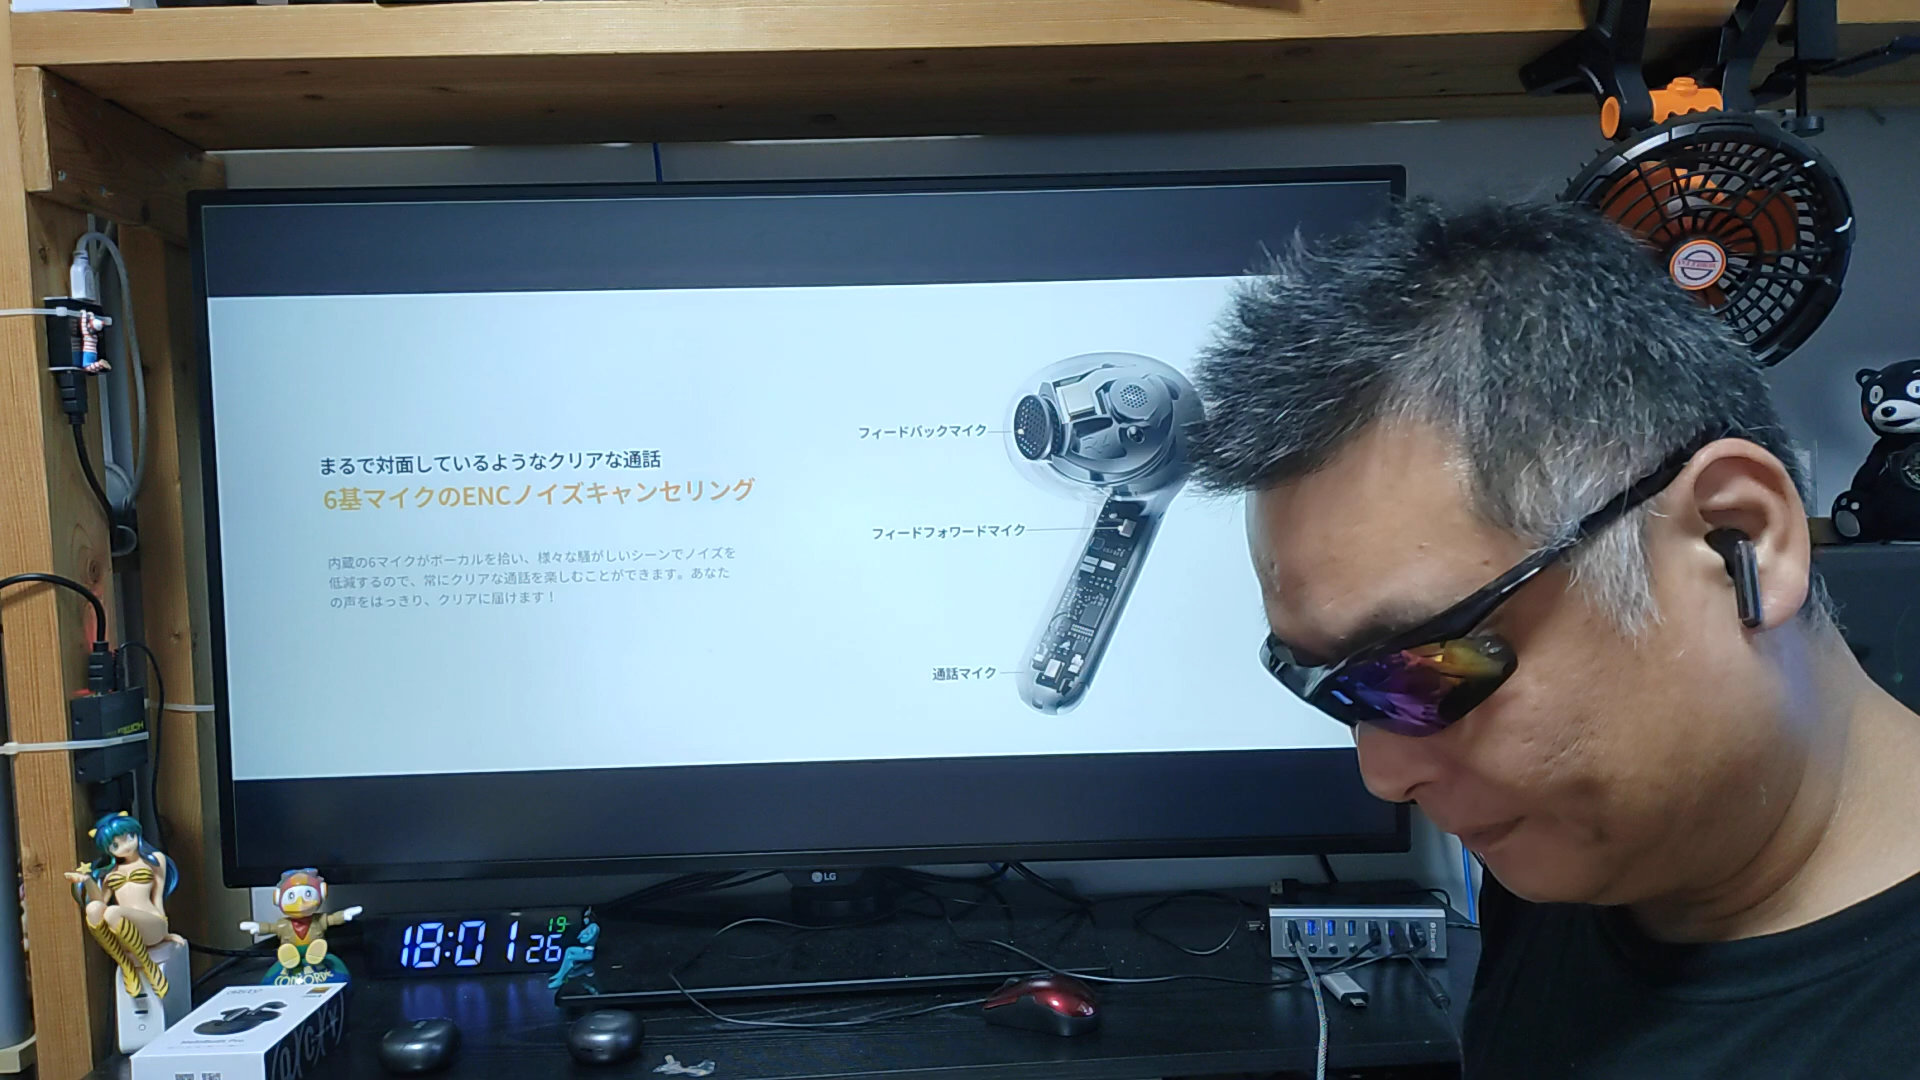 まるで対面しているようなクリアな通話
6基マイクのENCノイズキャンセリング
内蔵の6マイクがボーカルを拾い、様々な騒がしいシーンでノイズを
低減するので、常にクリアな通話を楽しむことができます。あなた
の声をはっきり、クリアに届けます！
フィードバックマイク
フィードフォワードマイク
通話マイク
LG
18:01 26
19